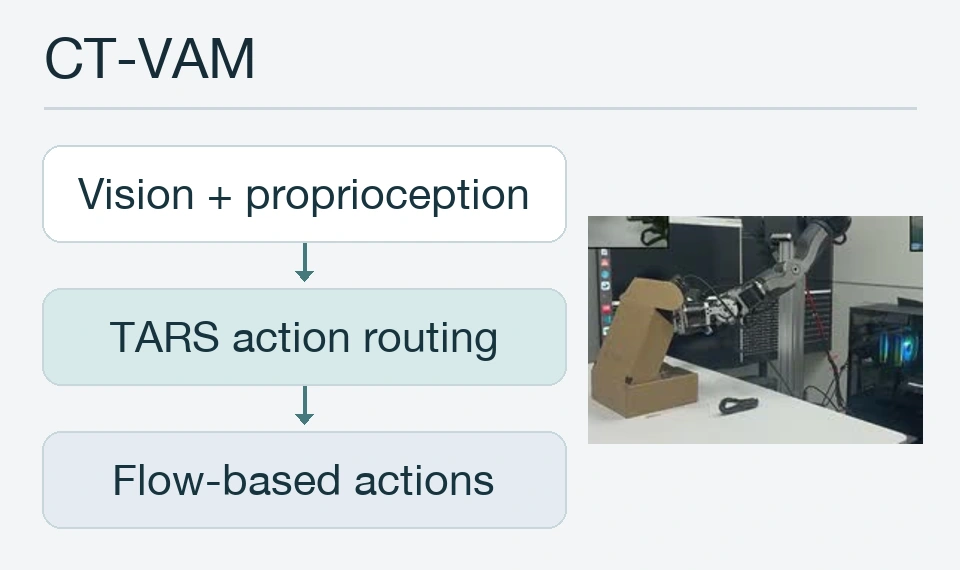 CT-VAM
Vision + proprioception
TARS action routing
Flow-based actions